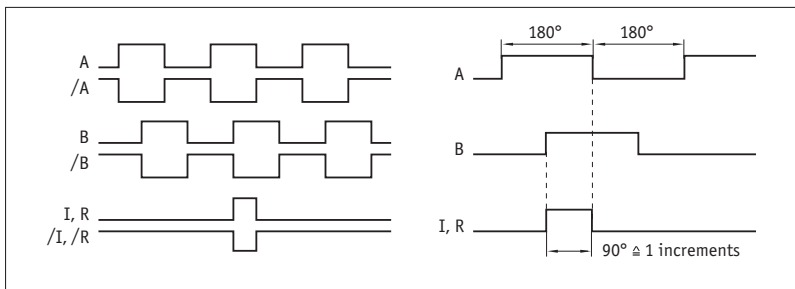 A
/A
B
/B
I, R
/I, /R
180° 180°
A
B
I, R
90° ≙ 1 increments